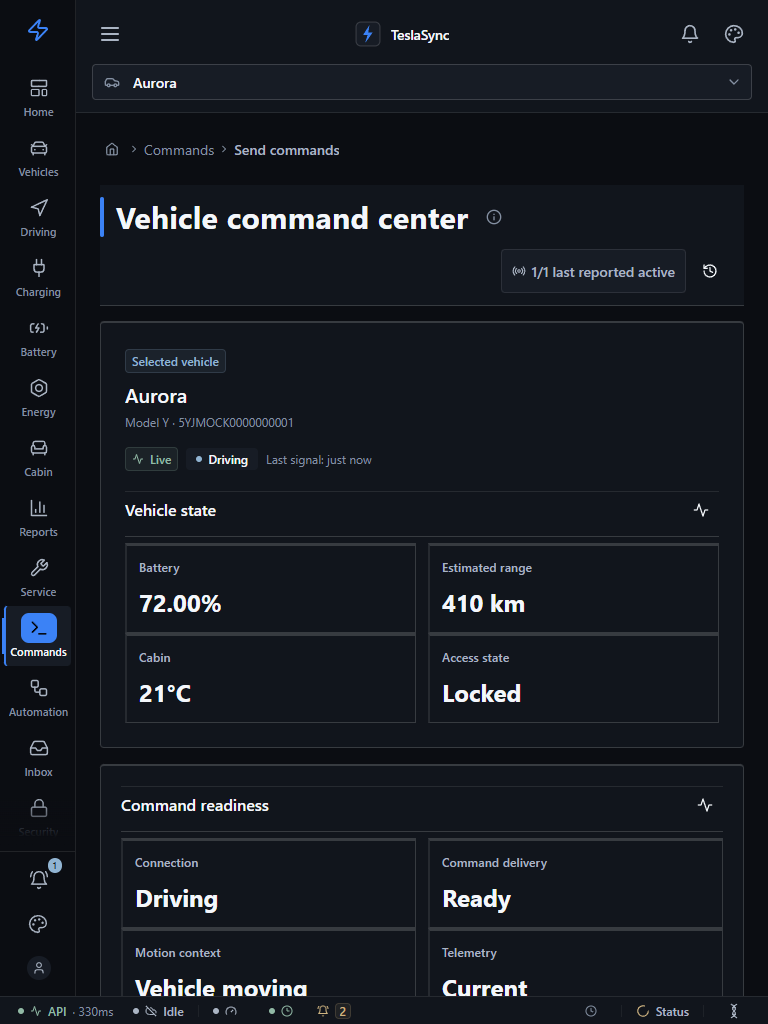 TeslaSync
Aurora
Home
Vehicles
Driving
Charging
Battery
Energy
Cabin
Reports
Service
Commands
Automation
Inbox
Security
1
Commands > Send commands
Vehicle command center
1/1 last reported active
Selected vehicle
Aurora
Model Y · 5YJMOCK0000000001
Live Driving Last signal: just now
Vehicle state
Battery
72.00%
Estimated range
410 km
Cabin
21°C
Access state
Locked
Command readiness
Connection
Driving
Command delivery
Ready
Motion context
Vehicle moving
Telemetry
Current
API · 330ms Idle 2 Status